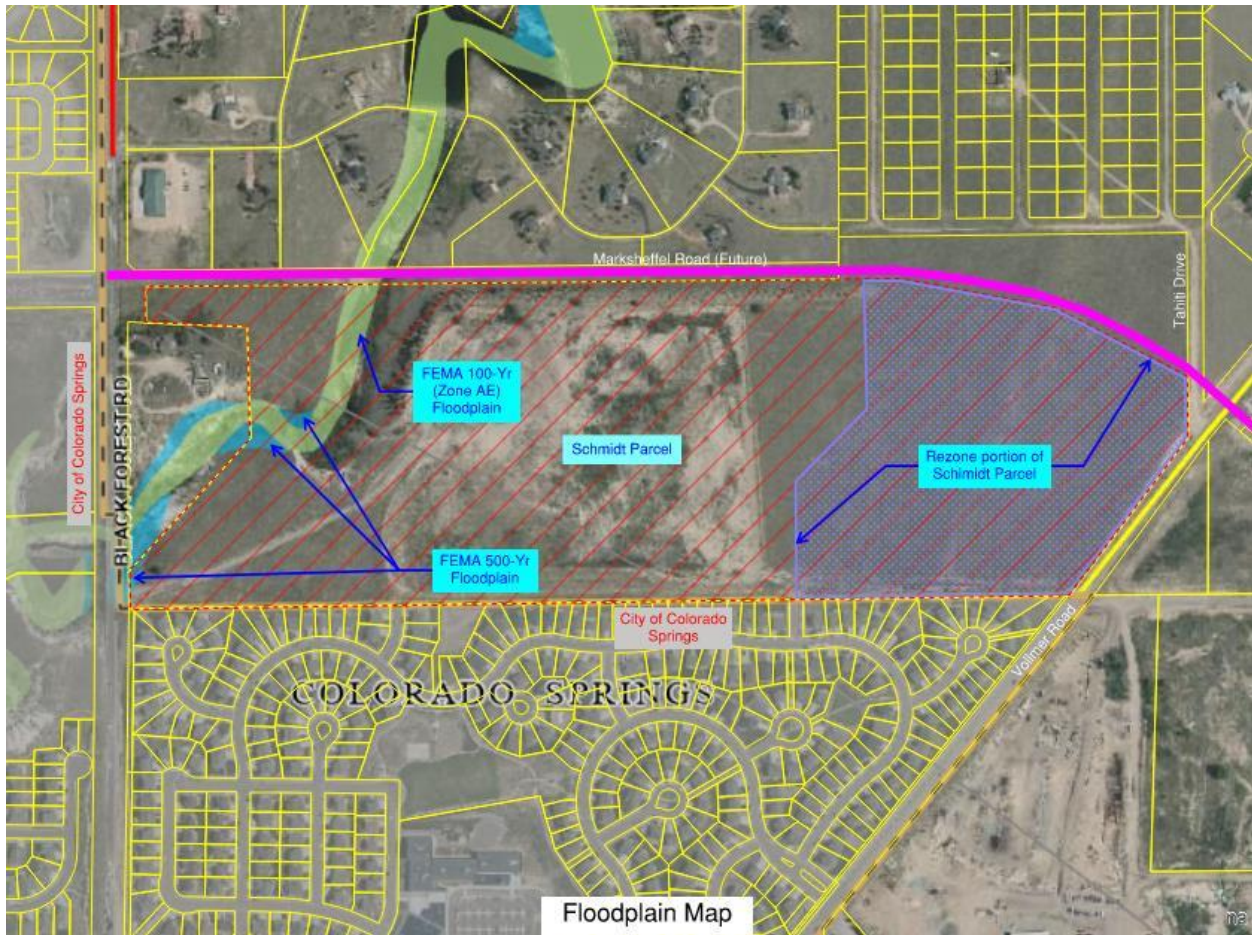 Marksheffel Road (Future)
Tahiti Drive
City of Colorado Springs
BLACK FOREST RD
FEMA 100-Yr
(Zone AE)
Floodplain
Schmidt Parcel
Rezone portion of
Schimidt Parcel
FEMA 500-Yr
Floodplain
City of Colorado
Springs
Vollmer Road
COLORADO SPRINGS
Floodplain Map
na